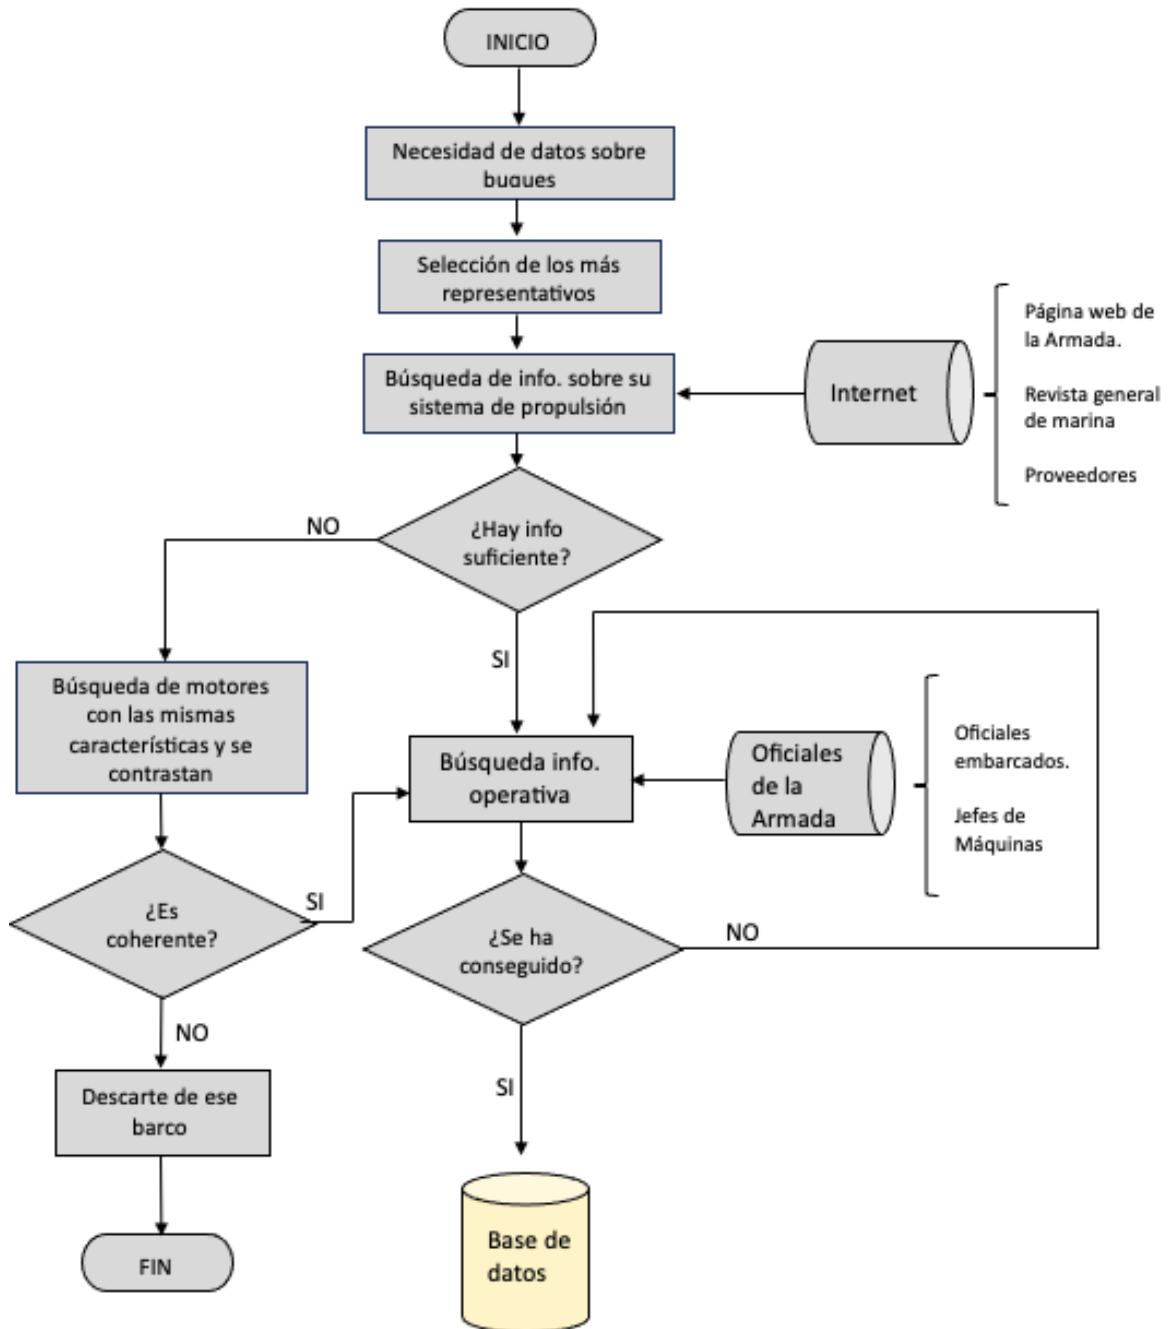 INICIO
Necesidad de datos sobre
buques
Selección de los más
representativos
Búsqueda de info. sobre su
sistema de propulsión
Internet
Página web de
la Armada.
Revista general
de marina
Proveedores
¿Hay info
suficiente?
NO
SI
Búsqueda de motores
con las mismas
características y se
contrastan
Búsqueda info.
operativa
Oficiales
de la
Armada
Oficiales
embarcados.
Jefes de
Máquinas
¿Es
coherente?
SI
NO
¿Se ha
conseguido?
NO
SI
Descarte de ese
barco
FIN
Base de
datos